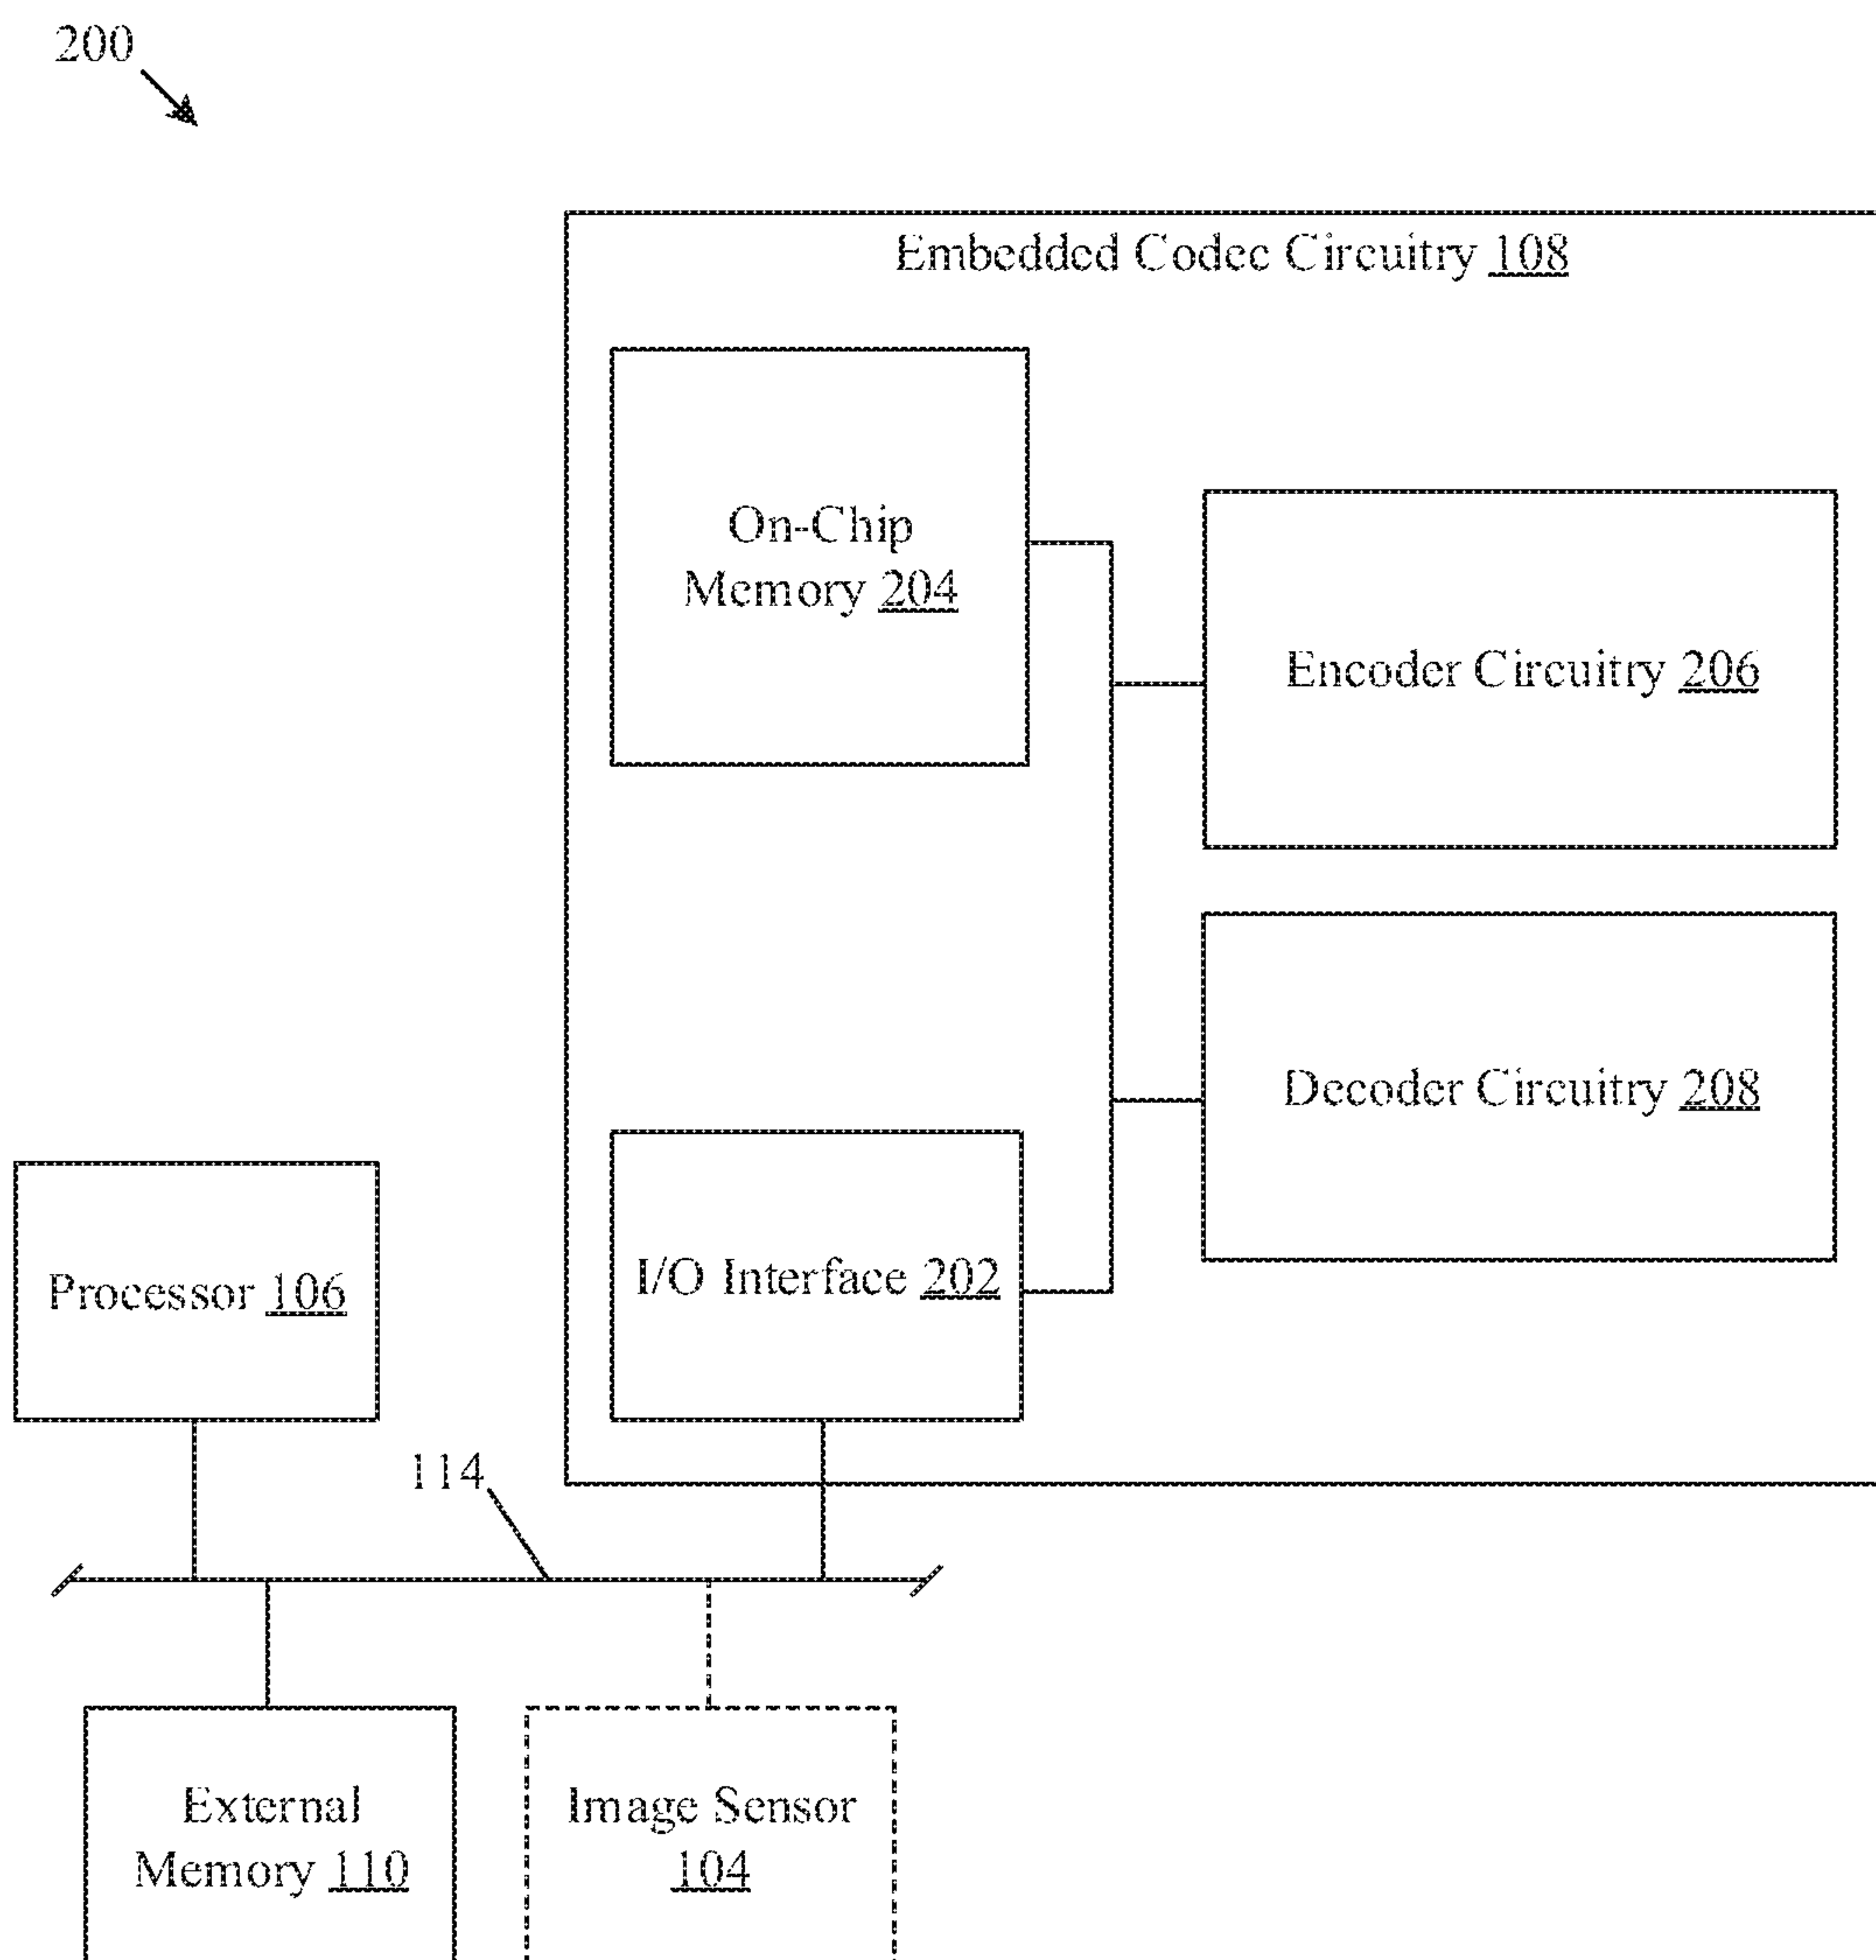 200
Embedded Codec Circuitry 108
On-Chip
Memory 204
Encoder Circuitry 206
Decoder Circuitry 208
I/O Interface 202
Processor 106
114
External
Memory 110
Image Sensor
104